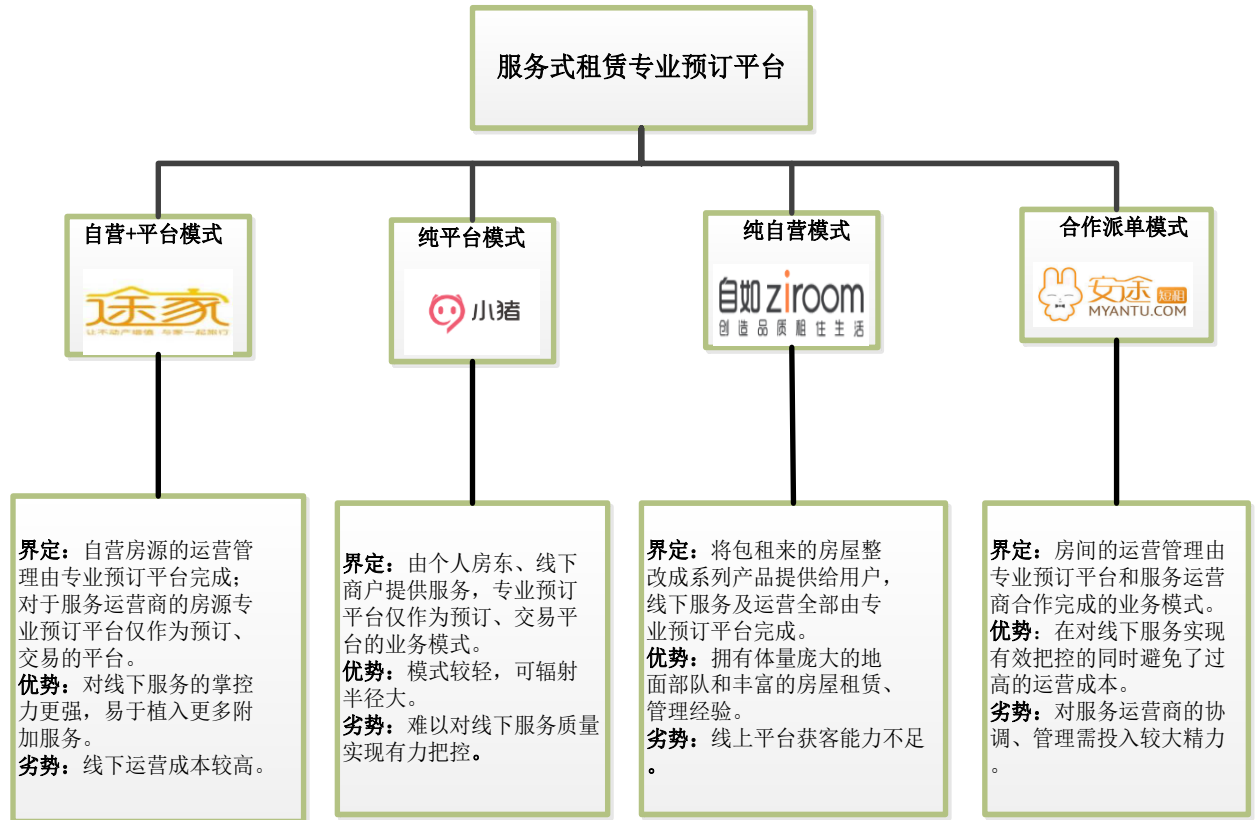 服务式租赁专业预订平台
自营+平台模式
途家
让不动产增值 与家一起旅行
纯平台模式
小猪
纯自营模式
自如 ziroom
创造品质租住生活
合作派单模式
安途 短租
MYANTU.COM
界定：自营房源的运营管
理由专业预订平台完成；
对于服务运营商的房源专
业预订平台仅作为预订、
交易的平台。
优势：对线下服务的掌控
力更强，易于植入更多附
加服务。
劣势：线下运营成本较高。
界定：由个人房东、线下
商户提供服务，专业预订
平台仅作为预订、交易平
台的业务模式。
优势：模式较轻，可辐射
半径大。
劣势：难以对线下服务质量
实现有力把控。
界定：将包租来的房屋整
改成系列产品提供给用户，
线下服务及运营全部由专
业预订平台完成。
优势：拥有体量庞大的地
面部队和丰富的房屋租赁、
管理经验。
劣势：线上平台获客能力不足
。
界定：房间的运营管理由
专业预订平台和服务运营
商合作完成的业务模式。
优势：在对线下服务实现
有效把控的同时避免了过
高的运营成本。
劣势：对服务运营商的协
调、管理需投入较大精力
。